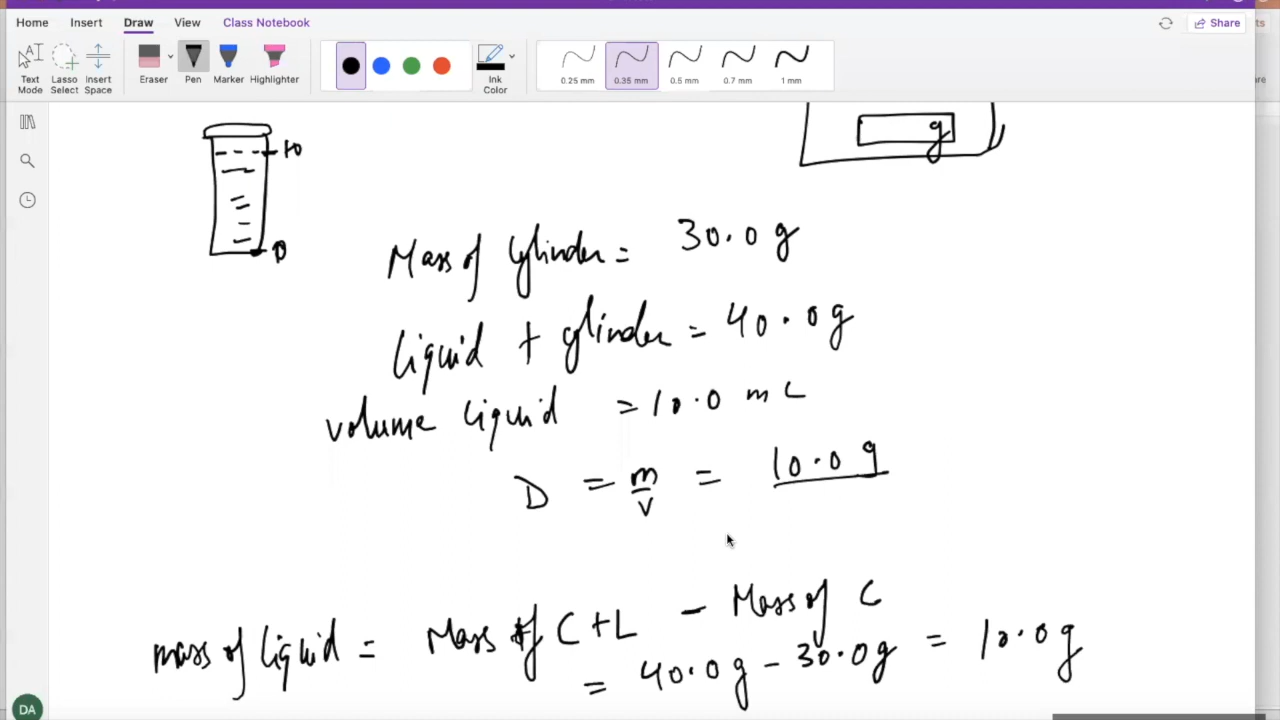 Home Insert Draw View Class Notebook Share
Text Mode
Lasso Select
Insert Space
Eraser
Pen
Marker
Highlighter
Ink Color
0.25 mm
0.35 mm
0.5 mm
0.7 mm
1 mm
10
0
g
Mass of cylinder = 30.0 g
liquid + cylinder = 40.0 g
volume liquid = 10.0 mL
D = m/v = 10.0 g
mass of liquid = Mass of C+L - Mass of C
= 40.0g - 30.0g = 10.0g
DA